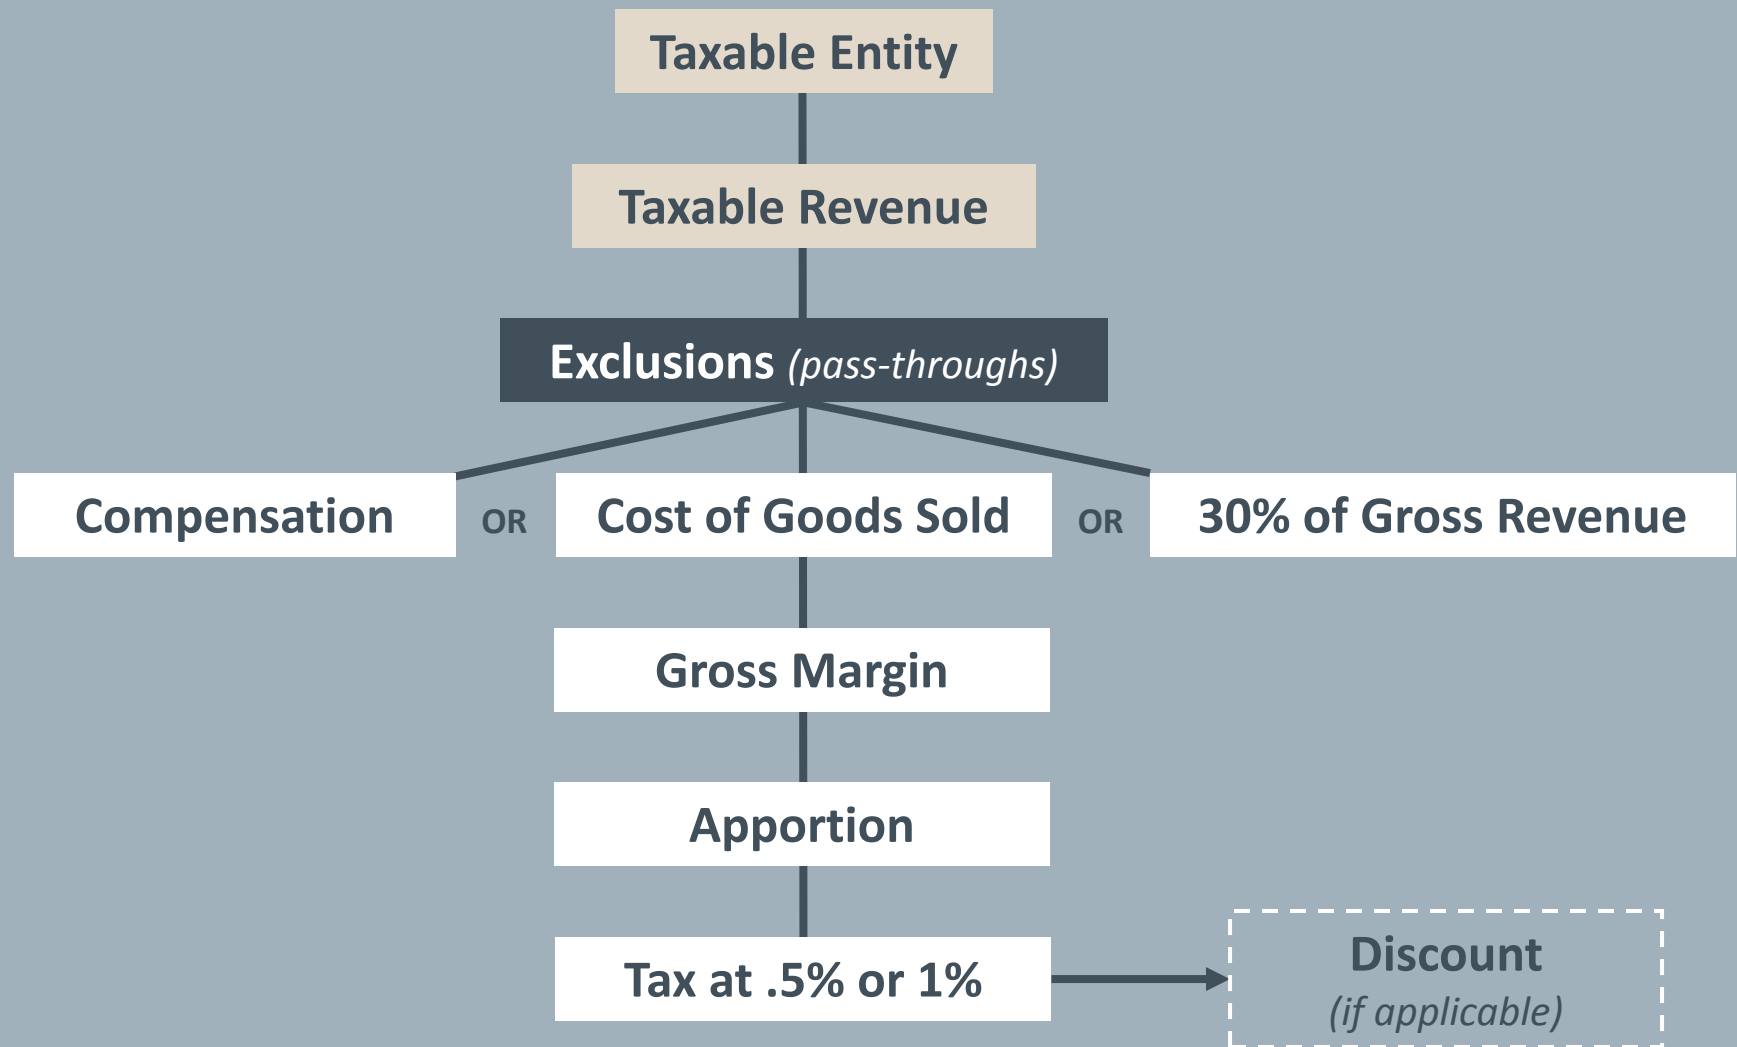 Taxable Entity
Taxable Revenue
Exclusions (pass-throughs)
Compensation OR Cost of Goods Sold OR 30% of Gross Revenue
Gross Margin
Apportion
Tax at .5% or 1%
Discount
(if applicable)